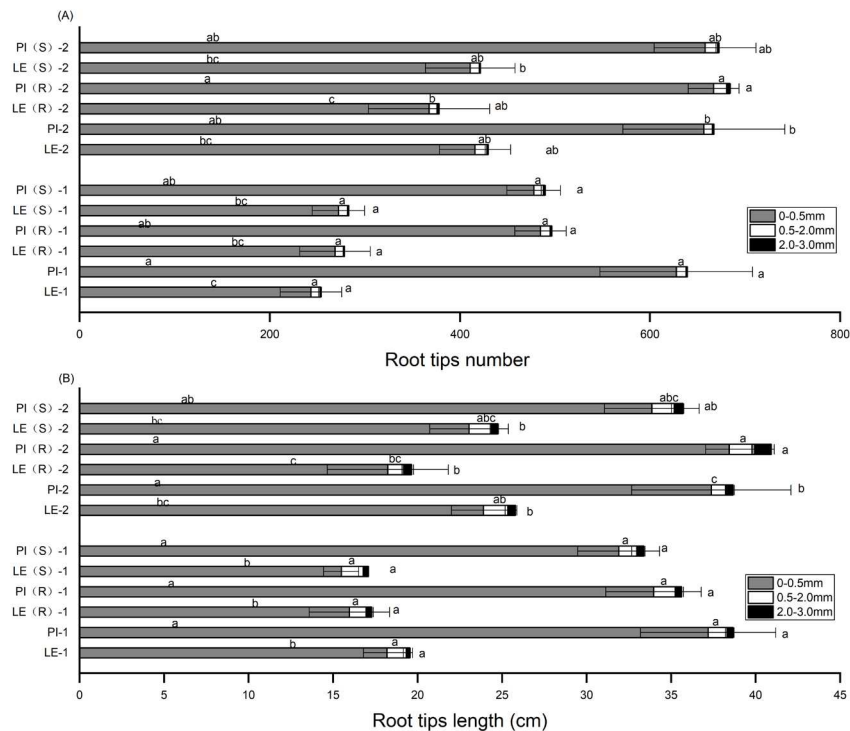 (A)
ab ab
PI（S）-2 ab
bc ab
LE（S）-2 b
a a
PI（R）-2 a
c b
LE（R）-2 ab
ab b
PI-2 b
bc ab
LE-2 ab
ab a
PI（S）-1 a
bc a
LE（S）-1 a
ab a
PI（R）-1 a
bc a
LE（R）-1 a
a a
PI-1 a
c a
LE-1 a
0-0.5mm
0.5-2.0mm
2.0-3.0mm
0 200 400 600 800
Root tips number
(B)
ab abc
PI（S）-2 ab
bc abc
LE（S）-2 b
a a
PI（R）-2 a
c bc
LE（R）-2 b
a c
PI-2 b
bc ab
LE-2 b
a a
PI（S）-1 a
b a
LE（S）-1 a
a a
PI（R）-1 a
b a
LE（R）-1 a
a a
PI-1 a
b a
LE-1 a
0-0.5mm
0.5-2.0mm
2.0-3.0mm
0 5 10 15 20 25 30 35 40 45
Root tips length (cm)